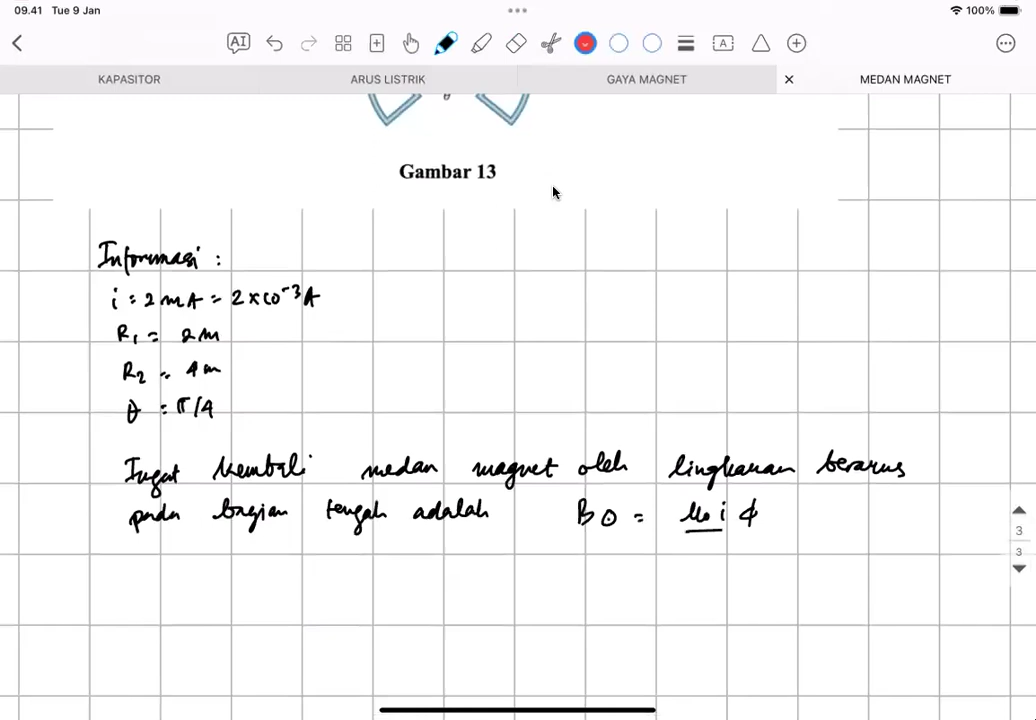 09.41 Tue 9 Jan
100%
AI
A
KAPASITOR
ARUS LISTRIK
GAYA MAGNET
MEDAN MAGNET
θ
Gambar 13
Informasi :
i = 2 mA = 2 × 10⁻³ A
R₁ = 2 m
R₂ = 4 m
θ = π/4
Ingat kembali medan magnet oleh lingkaran berarus
pada bagian tengah adalah B⊙ = μ₀ i ϕ
3
3